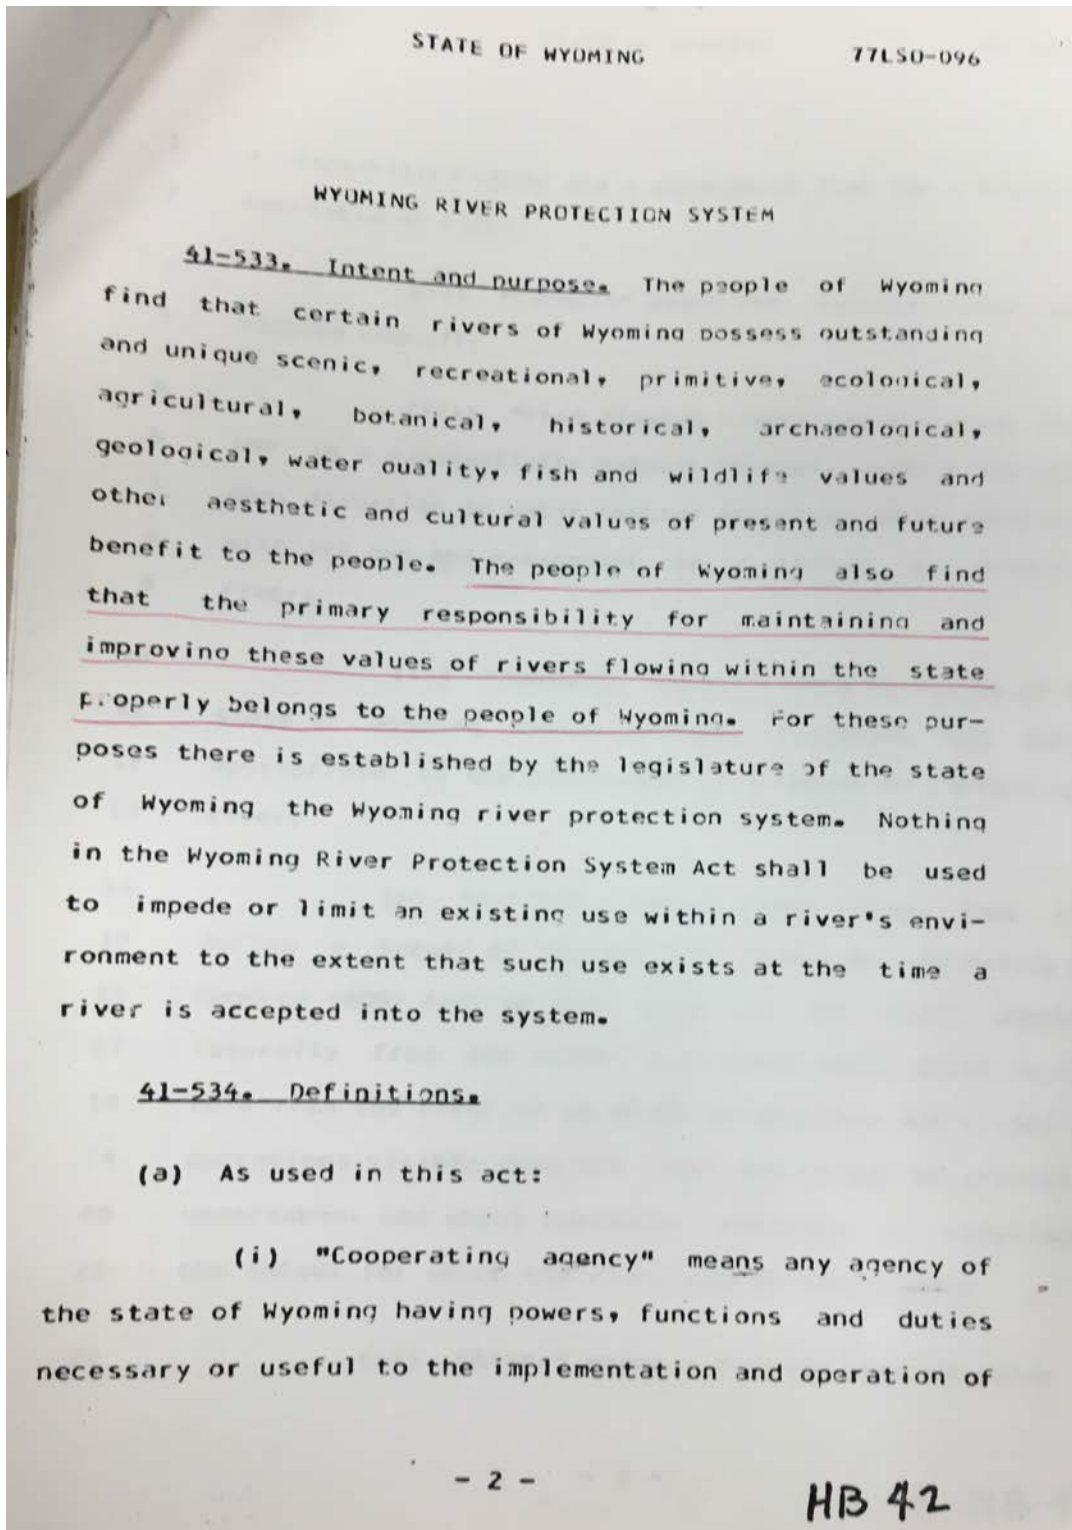 STATE OF WYOMING 77LSO-096
WYOMING RIVER PROTECTION SYSTEM
41-533. Intent and purpose. The people of Wyoming
find that certain rivers of Wyoming possess outstanding
and unique scenic, recreational, primitive, ecological,
agricultural, botanical, historical, archaeological,
geological, water quality, fish and wildlife values and
other aesthetic and cultural values of present and future
benefit to the people. The people of Wyoming also find
that the primary responsibility for maintaining and
improving these values of rivers flowing within the state
properly belongs to the people of Wyoming. For these pur-
poses there is established by the legislature of the state
of Wyoming the Wyoming river protection system. Nothing
in the Wyoming River Protection System Act shall be used
to impede or limit an existing use within a river's envi-
ronment to the extent that such use exists at the time a
river is accepted into the system.
41-534. Definitions.
(a) As used in this act:
(i) "Cooperating agency" means any agency of
the state of Wyoming having powers, functions and duties
necessary or useful to the implementation and operation of
- 2 -
HB 42